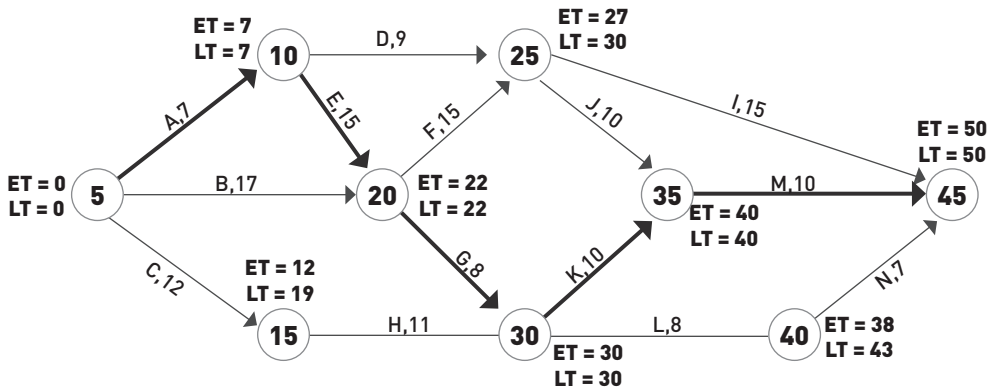 ET = 7
LT = 7
10
D,9
ET = 27
LT = 30
25
A,7
E,15
F,15
J,10
I,15
ET = 50
LT = 50
ET = 0
LT = 0
5
B,17
20
ET = 22
LT = 22
35
M,10
45
ET = 40
LT = 40
C,12
G,8
K,10
N,7
ET = 12
LT = 19
15
H,11
30
L,8
40
ET = 38
LT = 43
ET = 30
LT = 30